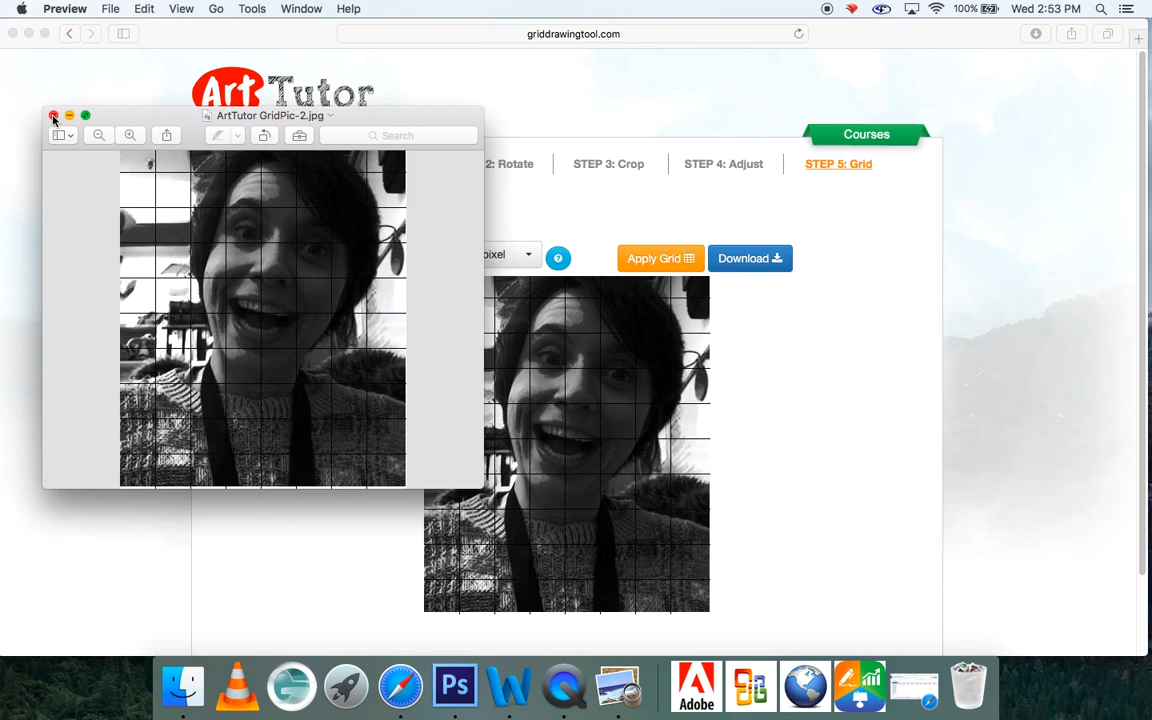 Preview File Edit View Go Tools Window Help 100% Wed 2:53 PM
griddrawingtool.com
Art Tutor
ArtTutor GridPic-2.jpg
Search
Courses
2: Rotate STEP 3: Crop STEP 4: Adjust STEP 5: Grid
pixel ? Apply Grid Download
Ps W Adobe